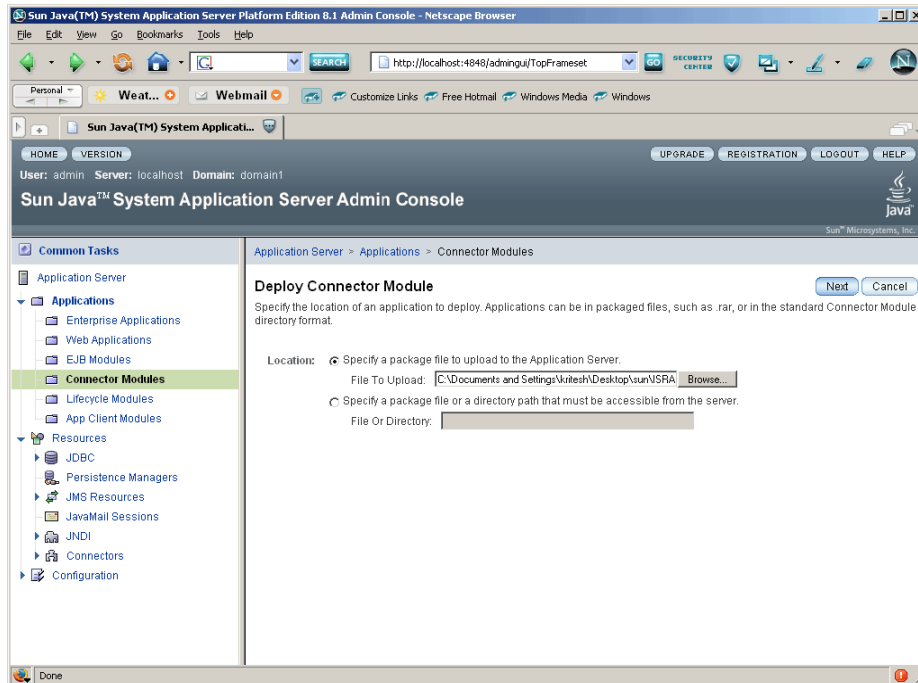 Sun Java(TM) System Application Server Platform Edition 8.1 Admin Console - Netscape Browser
File Edit View Go Bookmarks Tools Help
SEARCH http://localhost:4848/admingui/TopFrameset GO SECURITY CENTER N
Personal Weat... Webmail Customize Links Free Hotmail Windows Media Windows
Sun Java(TM) System Applicati...
HOME VERSION UPGRADE REGISTRATION LOGOUT HELP
User: admin Server: localhost Domain: domain1
Sun Java™ System Application Server Admin Console
Java™
Sun™ Microsystems, Inc.
Common Tasks
Application Server
Applications
Enterprise Applications
Web Applications
EJB Modules
Connector Modules
Lifecycle Modules
App Client Modules
Resources
JDBC
Persistence Managers
JMS Resources
JavaMail Sessions
JNDI
Connectors
Configuration
Application Server > Applications > Connector Modules
Deploy Connector Module Next Cancel
Specify the location of an application to deploy. Applications can be in packaged files, such as .rar, or in the standard Connector Module
directory format.
Location: Specify a package file to upload to the Application Server.
File To Upload: C:\Documents and Settings\kritesh\Desktop\sun\ISRA Browse...
Specify a package file or a directory path that must be accessible from the server.
File Or Directory:
Done